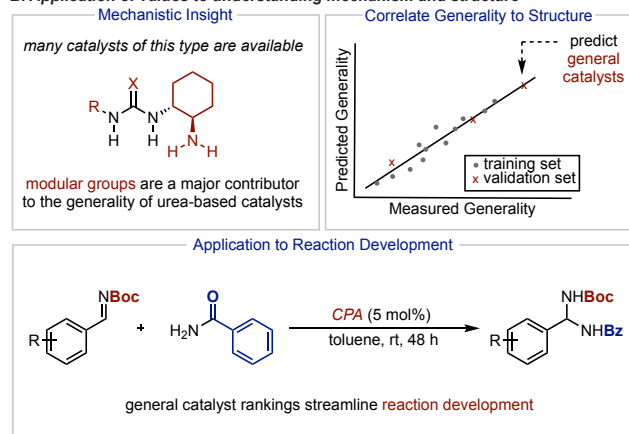 Mechanistic Insight
many catalysts of this type are available
X
R
N
H
N
H
H
N
H
modular groups are a major contributor
to the generality of urea-based catalysts
Correlate Generality to Structure
predict
general
catalysts
Predicted Generality
• training set
x validation set
Measured Generality
Application to Reaction Development
NBoc
R
+
O
H2N
CPA (5 mol%)
toluene, rt, 48 h
NHBoc
NHBz
R
general catalyst rankings streamline reaction development